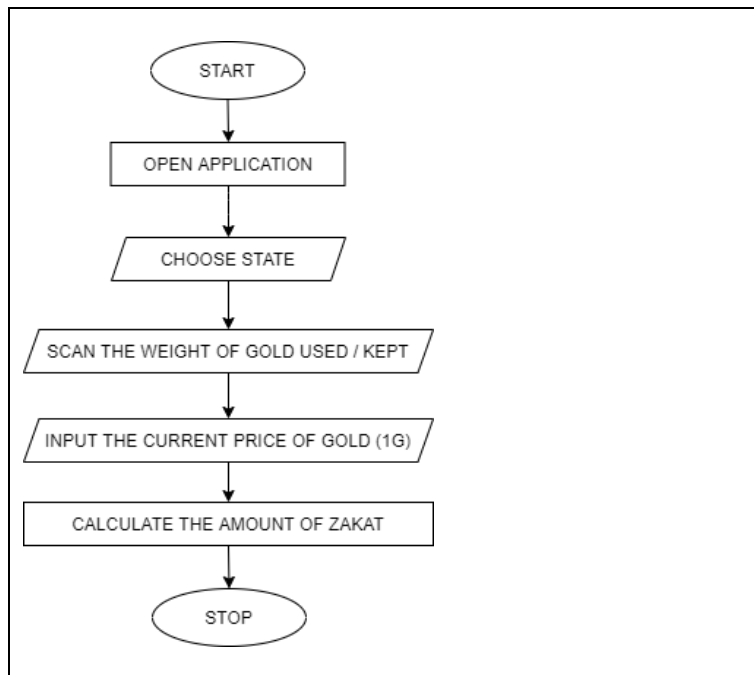 START
OPEN APPLICATION
CHOOSE STATE
SCAN THE WEIGHT OF GOLD USED / KEPT
INPUT THE CURRENT PRICE OF GOLD (1G)
CALCULATE THE AMOUNT OF ZAKAT
STOP